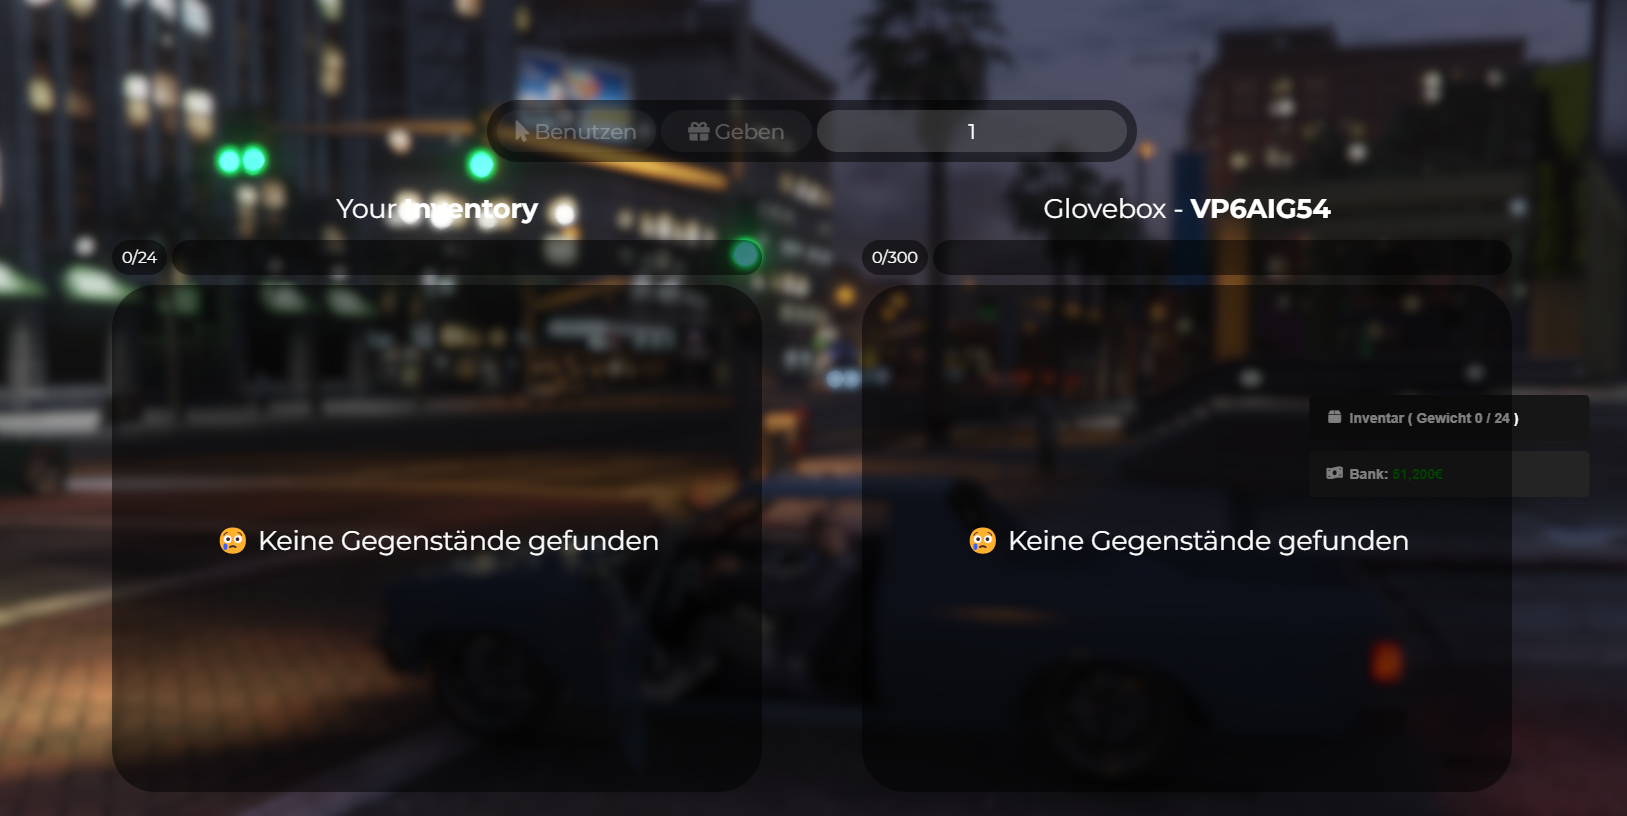 Benutzen
Geben
1
Your Inventory
0/24
Glovebox - VP6AIG54
0/300
Inventar ( Gewicht 0 / 24 )
Bank: 51,200€
Keine Gegenstände gefunden
Keine Gegenstände gefunden